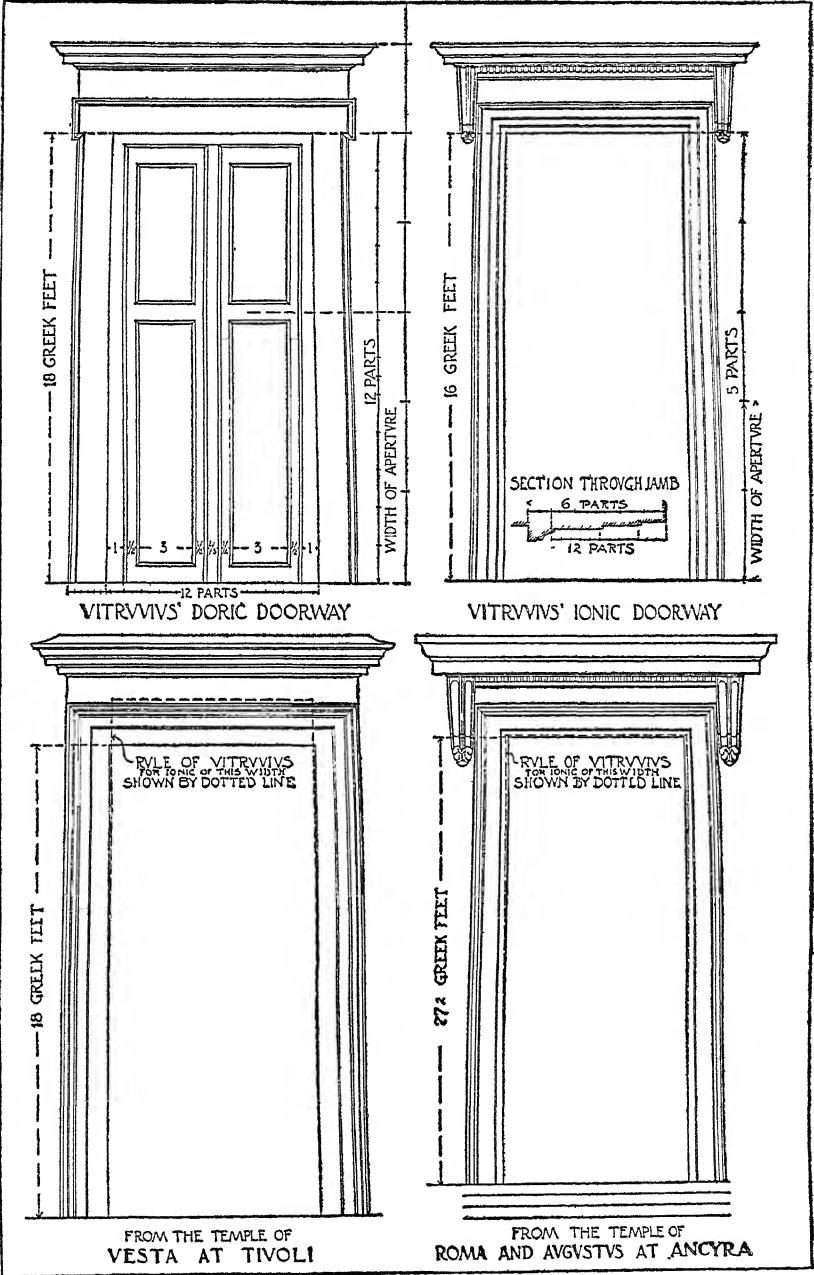 18 GREEK FEET
12 PARTS
WIDTH OF APERTVRE
1 ½ 3 ½ ⅓ ½ 3 ½ 1
12 PARTS
VITRVVIVS' DORIC DOORWAY
16 GREEK FEET
5 PARTS
WIDTH OF APERTVRE
SECTION THROVGH JAMB
6 PARTS
12 PARTS
VITRVVIVS' IONIC DOORWAY
RVLE OF VITRVVIVS
FOR IONIC OF THIS WIDTH
SHOWN BY DOTTED LINE
18 GREEK FEET
FROM THE TEMPLE OF
VESTA AT TIVOLI
RVLE OF VITRVVIVS
FOR IONIC OF THIS WIDTH
SHOWN BY DOTTED LINE
GREEK FEET
FROM THE TEMPLE OF
ROMA AND AVGVSTVS AT ANCYRA